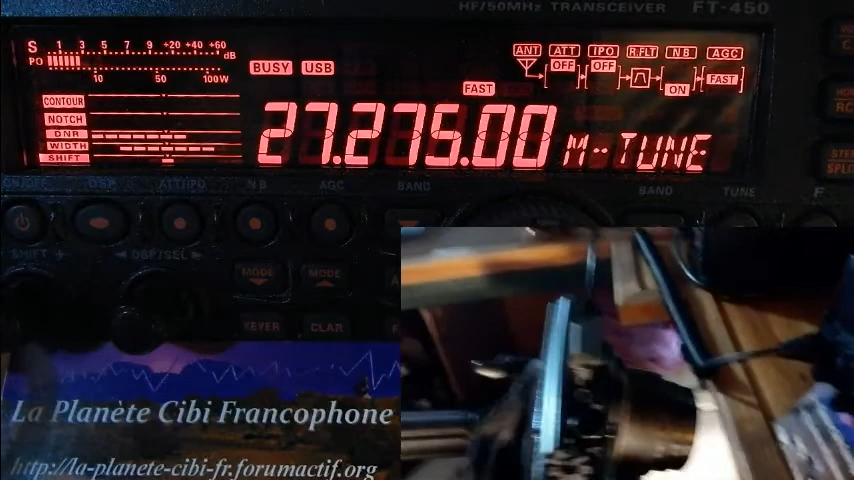 HF/50MHz TRANSCEIVER FT-450
S 1 3 5 7 9 +20 +40 +60 dB
PO
10 50 100W
BUSY USB
ANT ATT IPO R.FLT NB AGC
OFF OFF
ON FAST
FAST
CONTOUR
NOTCH
DNR
WIDTH
SHIFT
27.275.00 M--TUNE
ON/OFF DSP ATT/IPO NB AGC BAND BAND TUNE F
SHIFT DSP/SEL
MODE MODE
KEYER CLAR
La Planète Cibi Francophone
http://la-planete-cibi-fr.forumactif.org